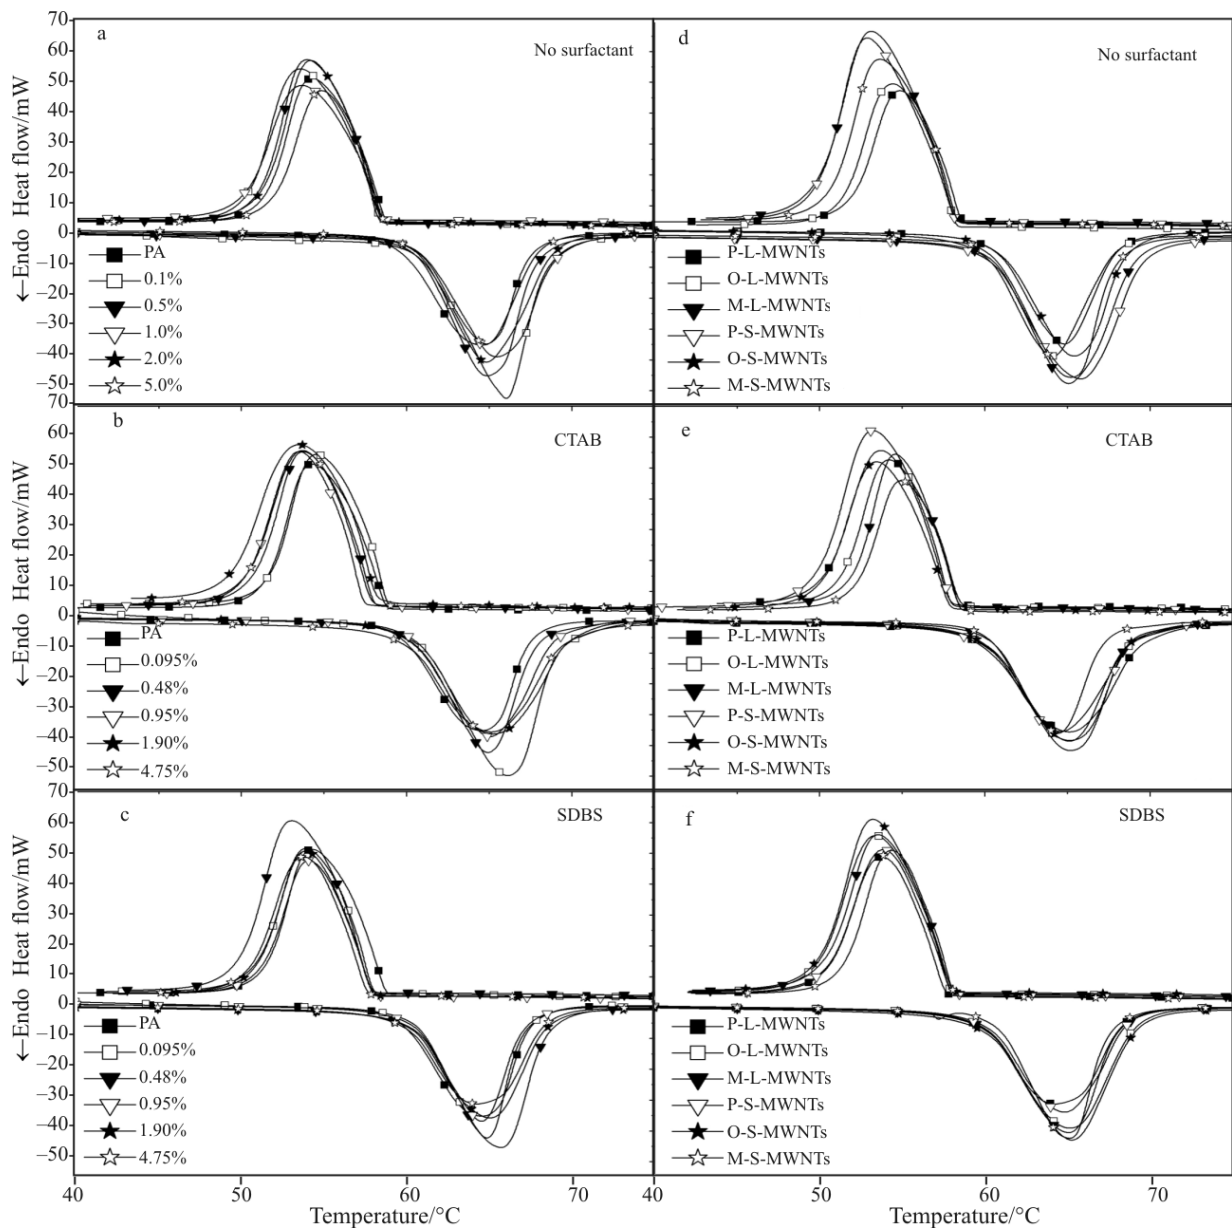 a
No surfactant
70
60
50
40
30
20
10
0
−10
−20
−30
−40
−50
←Endo Heat flow/mW
PA
0.1%
0.5%
1.0%
2.0%
5.0%
d
No surfactant
P-L-MWNTs
O-L-MWNTs
M-L-MWNTs
P-S-MWNTs
O-S-MWNTs
M-S-MWNTs
b
CTAB
70
60
50
40
30
20
10
0
−10
−20
−30
−40
−50
←Endo Heat flow/mW
PA
0.095%
0.48%
0.95%
1.90%
4.75%
e
CTAB
P-L-MWNTs
O-L-MWNTs
M-L-MWNTs
P-S-MWNTs
O-S-MWNTs
M-S-MWNTs
c
SDBS
70
60
50
40
30
20
10
0
−10
−20
−30
−40
−50
←Endo Heat flow/mW
PA
0.095%
0.48%
0.95%
1.90%
4.75%
f
SDBS
P-L-MWNTs
O-L-MWNTs
M-L-MWNTs
P-S-MWNTs
O-S-MWNTs
M-S-MWNTs
40 50 60 70 40 50 60 70
Temperature/°C Temperature/°C